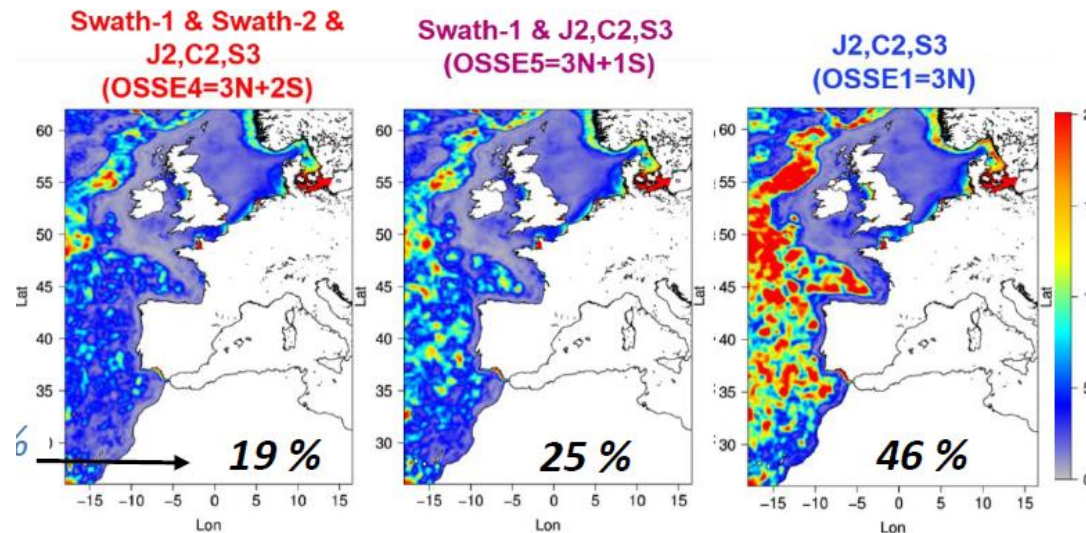 Swath-1 & Swath-2 &
J2,C2,S3
(OSSE4=3N+2S)
Swath-1 & J2,C2,S3
(OSSE5=3N+1S)
J2,C2,S3
(OSSE1=3N)
60
55
50
45
40
35
30
Lat
%
19 %
-15 -10 -5 0 5 10 15
Lon
60
55
50
45
40
35
30
Lat
25 %
-15 -10 -5 0 5 10 15
Lon
60
55
50
45
40
35
30
Lat
46 %
-15 -10 -5 0 5 10 15
Lon